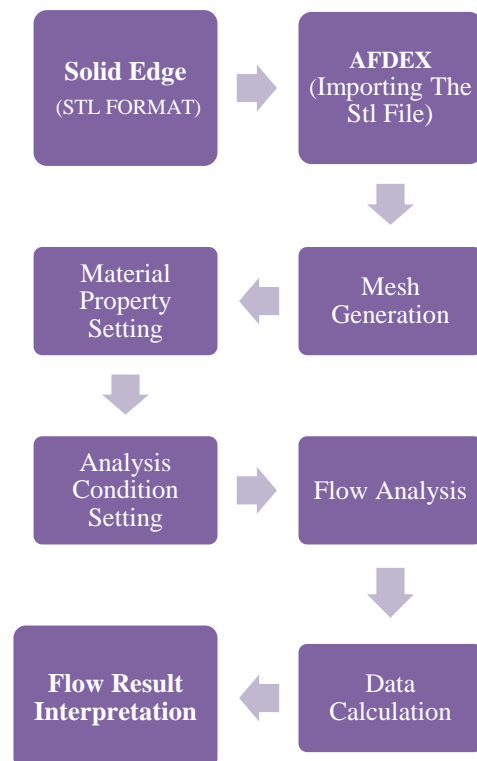 Solid Edge
(STL FORMAT)
AFDEX
(Importing The
Stl File)
Mesh
Generation
Material
Property
Setting
Analysis
Condition
Setting
Flow Analysis
Data
Calculation
Flow Result
Interpretation